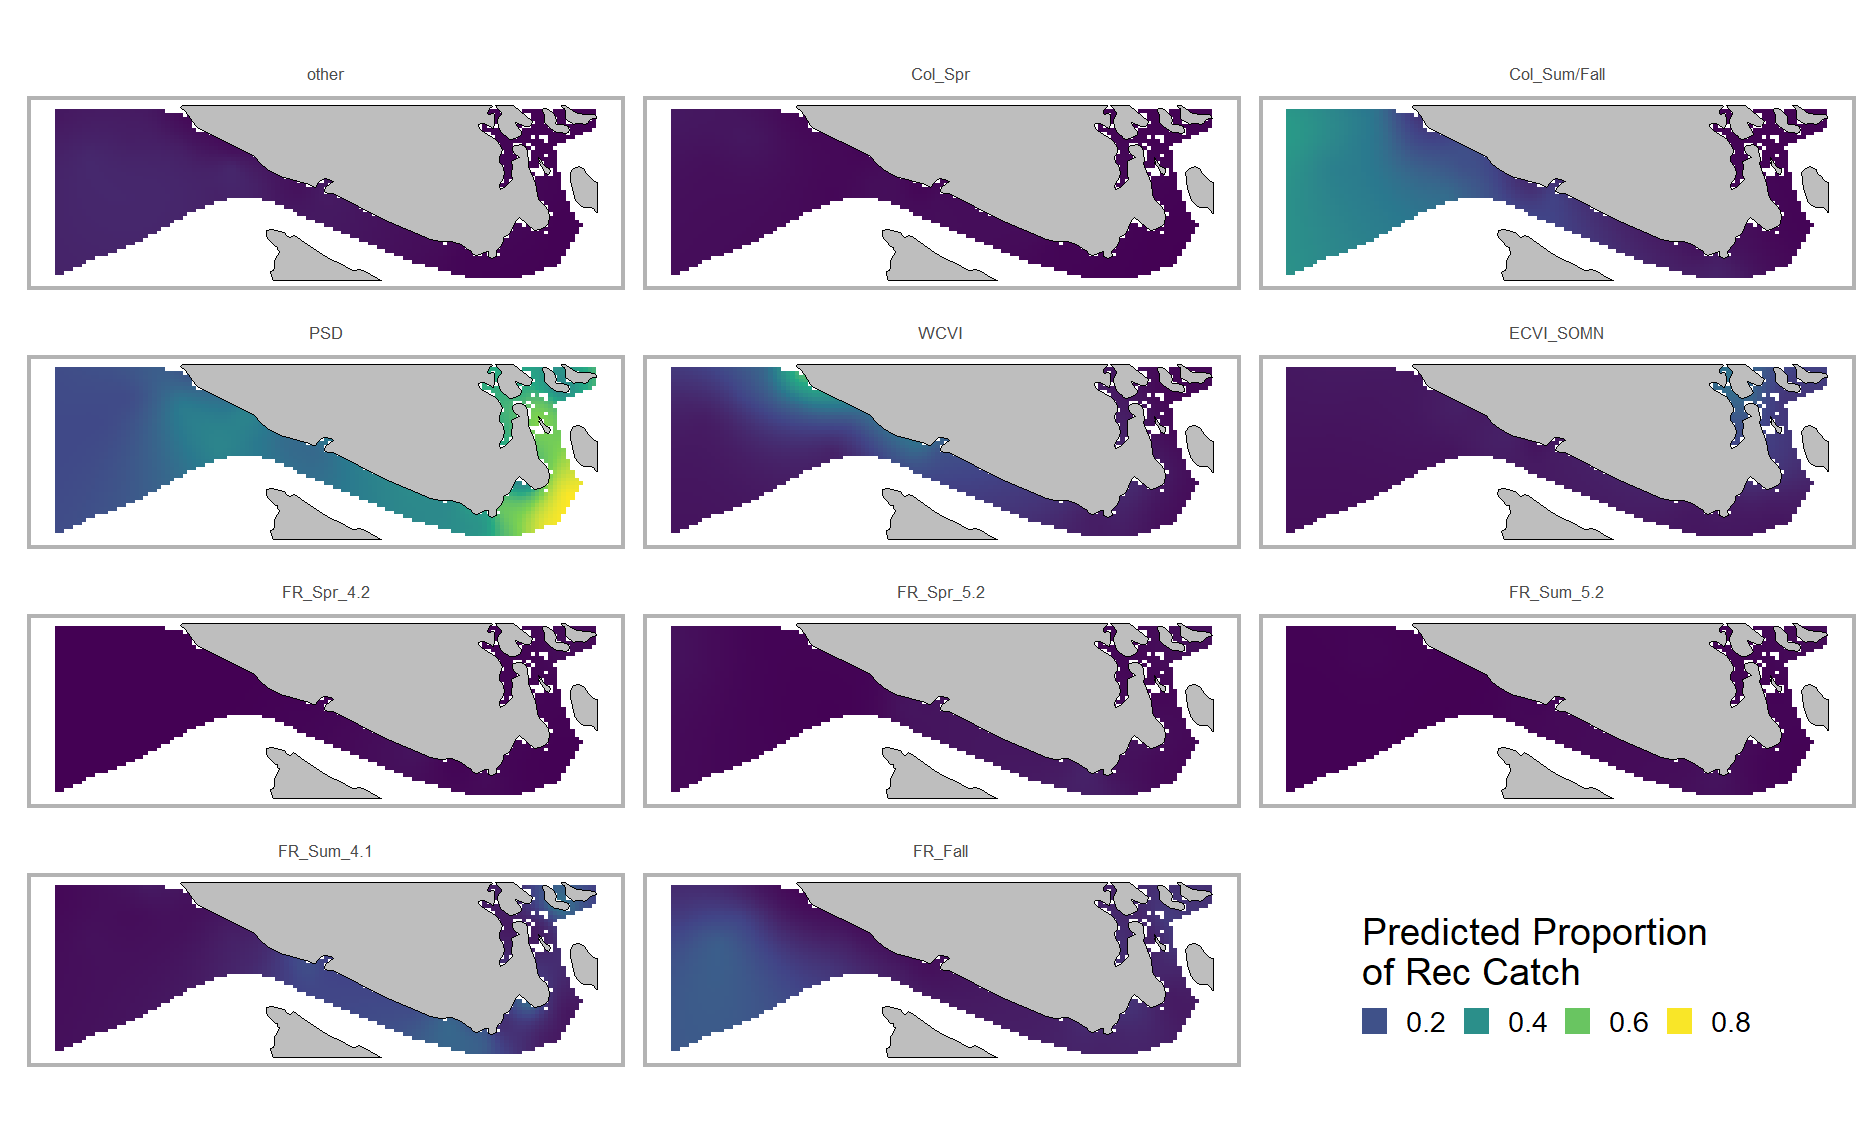 other
Col_Spr
Col_Sum/Fall
PSD
WCVI
ECVI_SOMN
FR_Spr_4.2
FR_Spr_5.2
FR_Sum_5.2
FR_Sum_4.1
FR_Fall
Predicted Proportion
of Rec Catch
0.2 0.4 0.6 0.8